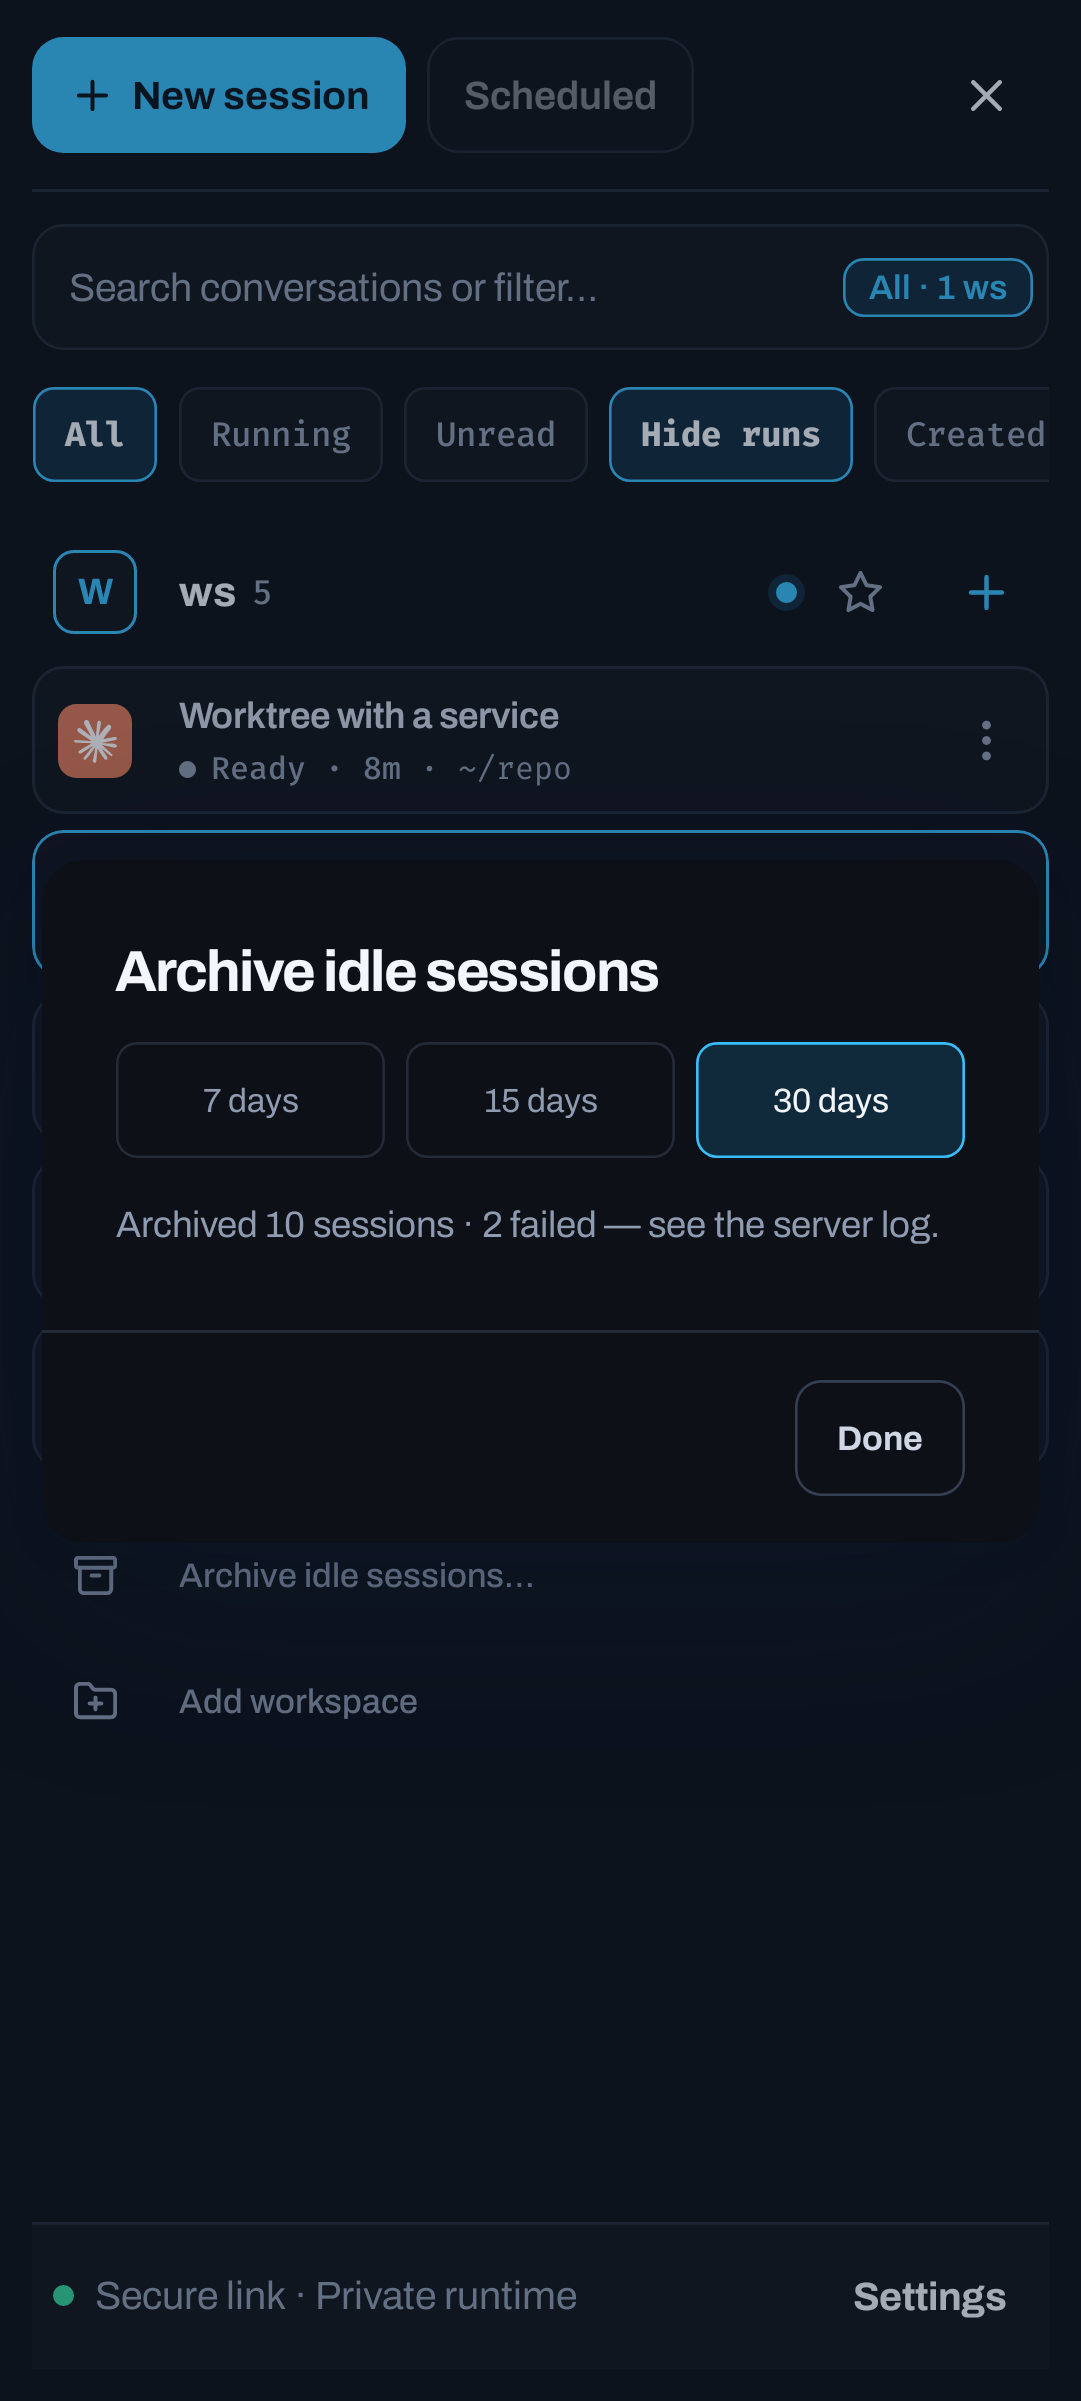 New session
Scheduled
Search conversations or filter...
All · 1 ws
All
Running
Unread
Hide runs
Created
W
ws 5
Worktree with a service
Ready · 8m · ~/repo
Archive idle sessions
7 days
15 days
30 days
Archived 10 sessions · 2 failed — see the server log.
Done
Archive idle sessions...
Add workspace
Secure link · Private runtime
Settings